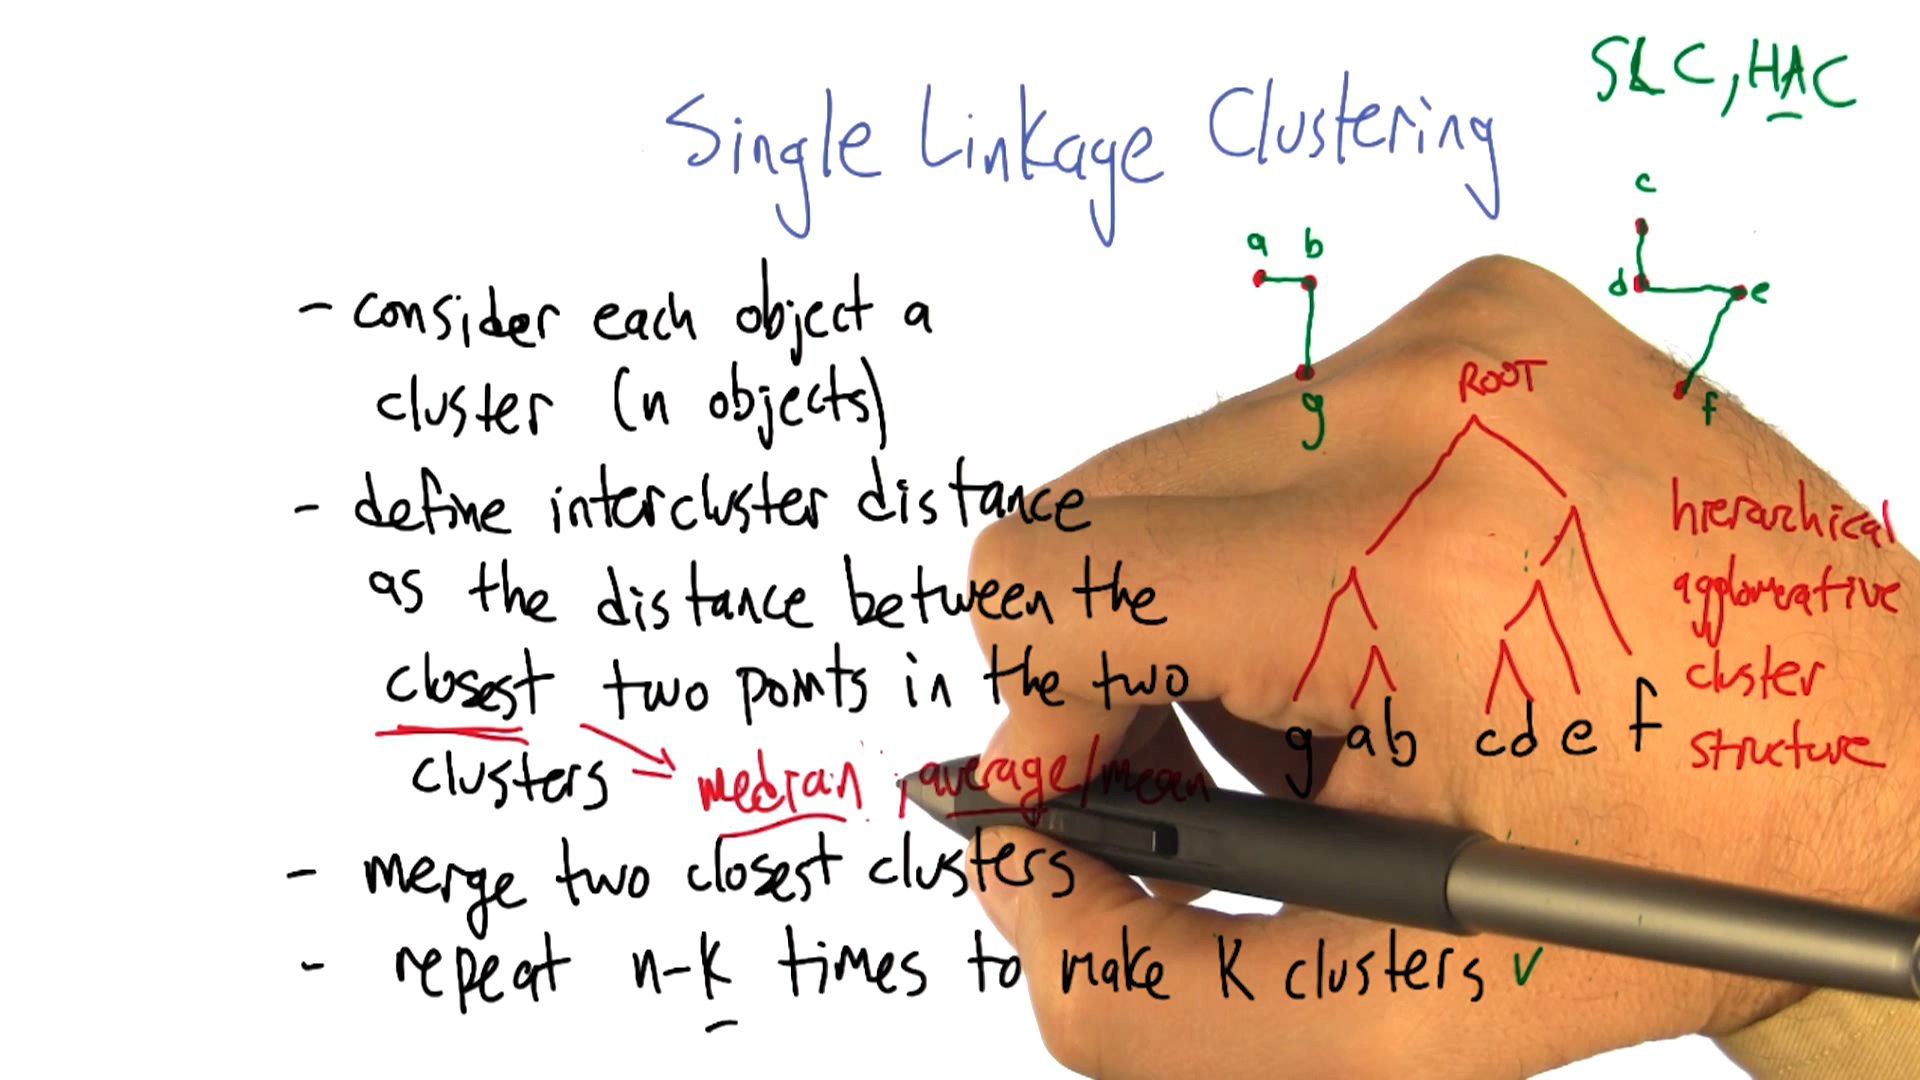 SLC, HAC
Single Linkage Clustering
- consider each object a
cluster (n objects)
- define intercluster distance
as the distance between the
closest two points in the two
clusters → median, average/mean
- merge two closest clusters
- repeat n-k times to make k clusters ✓
a b
g
c
d e
f
ROOT
g a b c d e f
hierarchical
agglomerative
cluster
structure